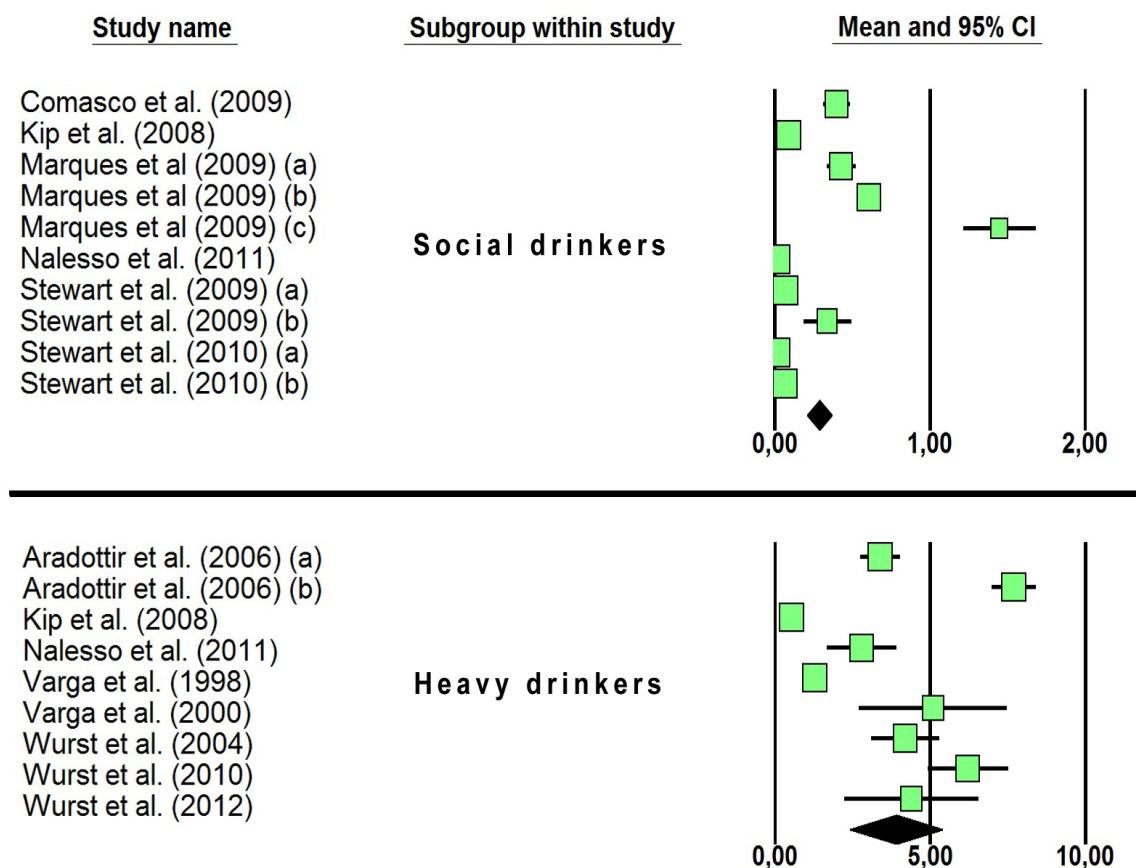 Study name Subgroup within study Mean and 95% CI
Comasco et al. (2009)
Kip et al. (2008)
Marques et al (2009) (a)
Marques et al (2009) (b)
Marques et al (2009) (c)
Social drinkers
Nalesso et al. (2011)
Stewart et al. (2009) (a)
Stewart et al. (2009) (b)
Stewart et al. (2010) (a)
Stewart et al. (2010) (b)
0,00 1,00 2,00
Aradottir et al. (2006) (a)
Aradottir et al. (2006) (b)
Kip et al. (2008)
Nalesso et al. (2011)
Varga et al. (1998)
Heavy drinkers
Varga et al. (2000)
Wurst et al. (2004)
Wurst et al. (2010)
Wurst et al. (2012)
0,00 5,00 10,00